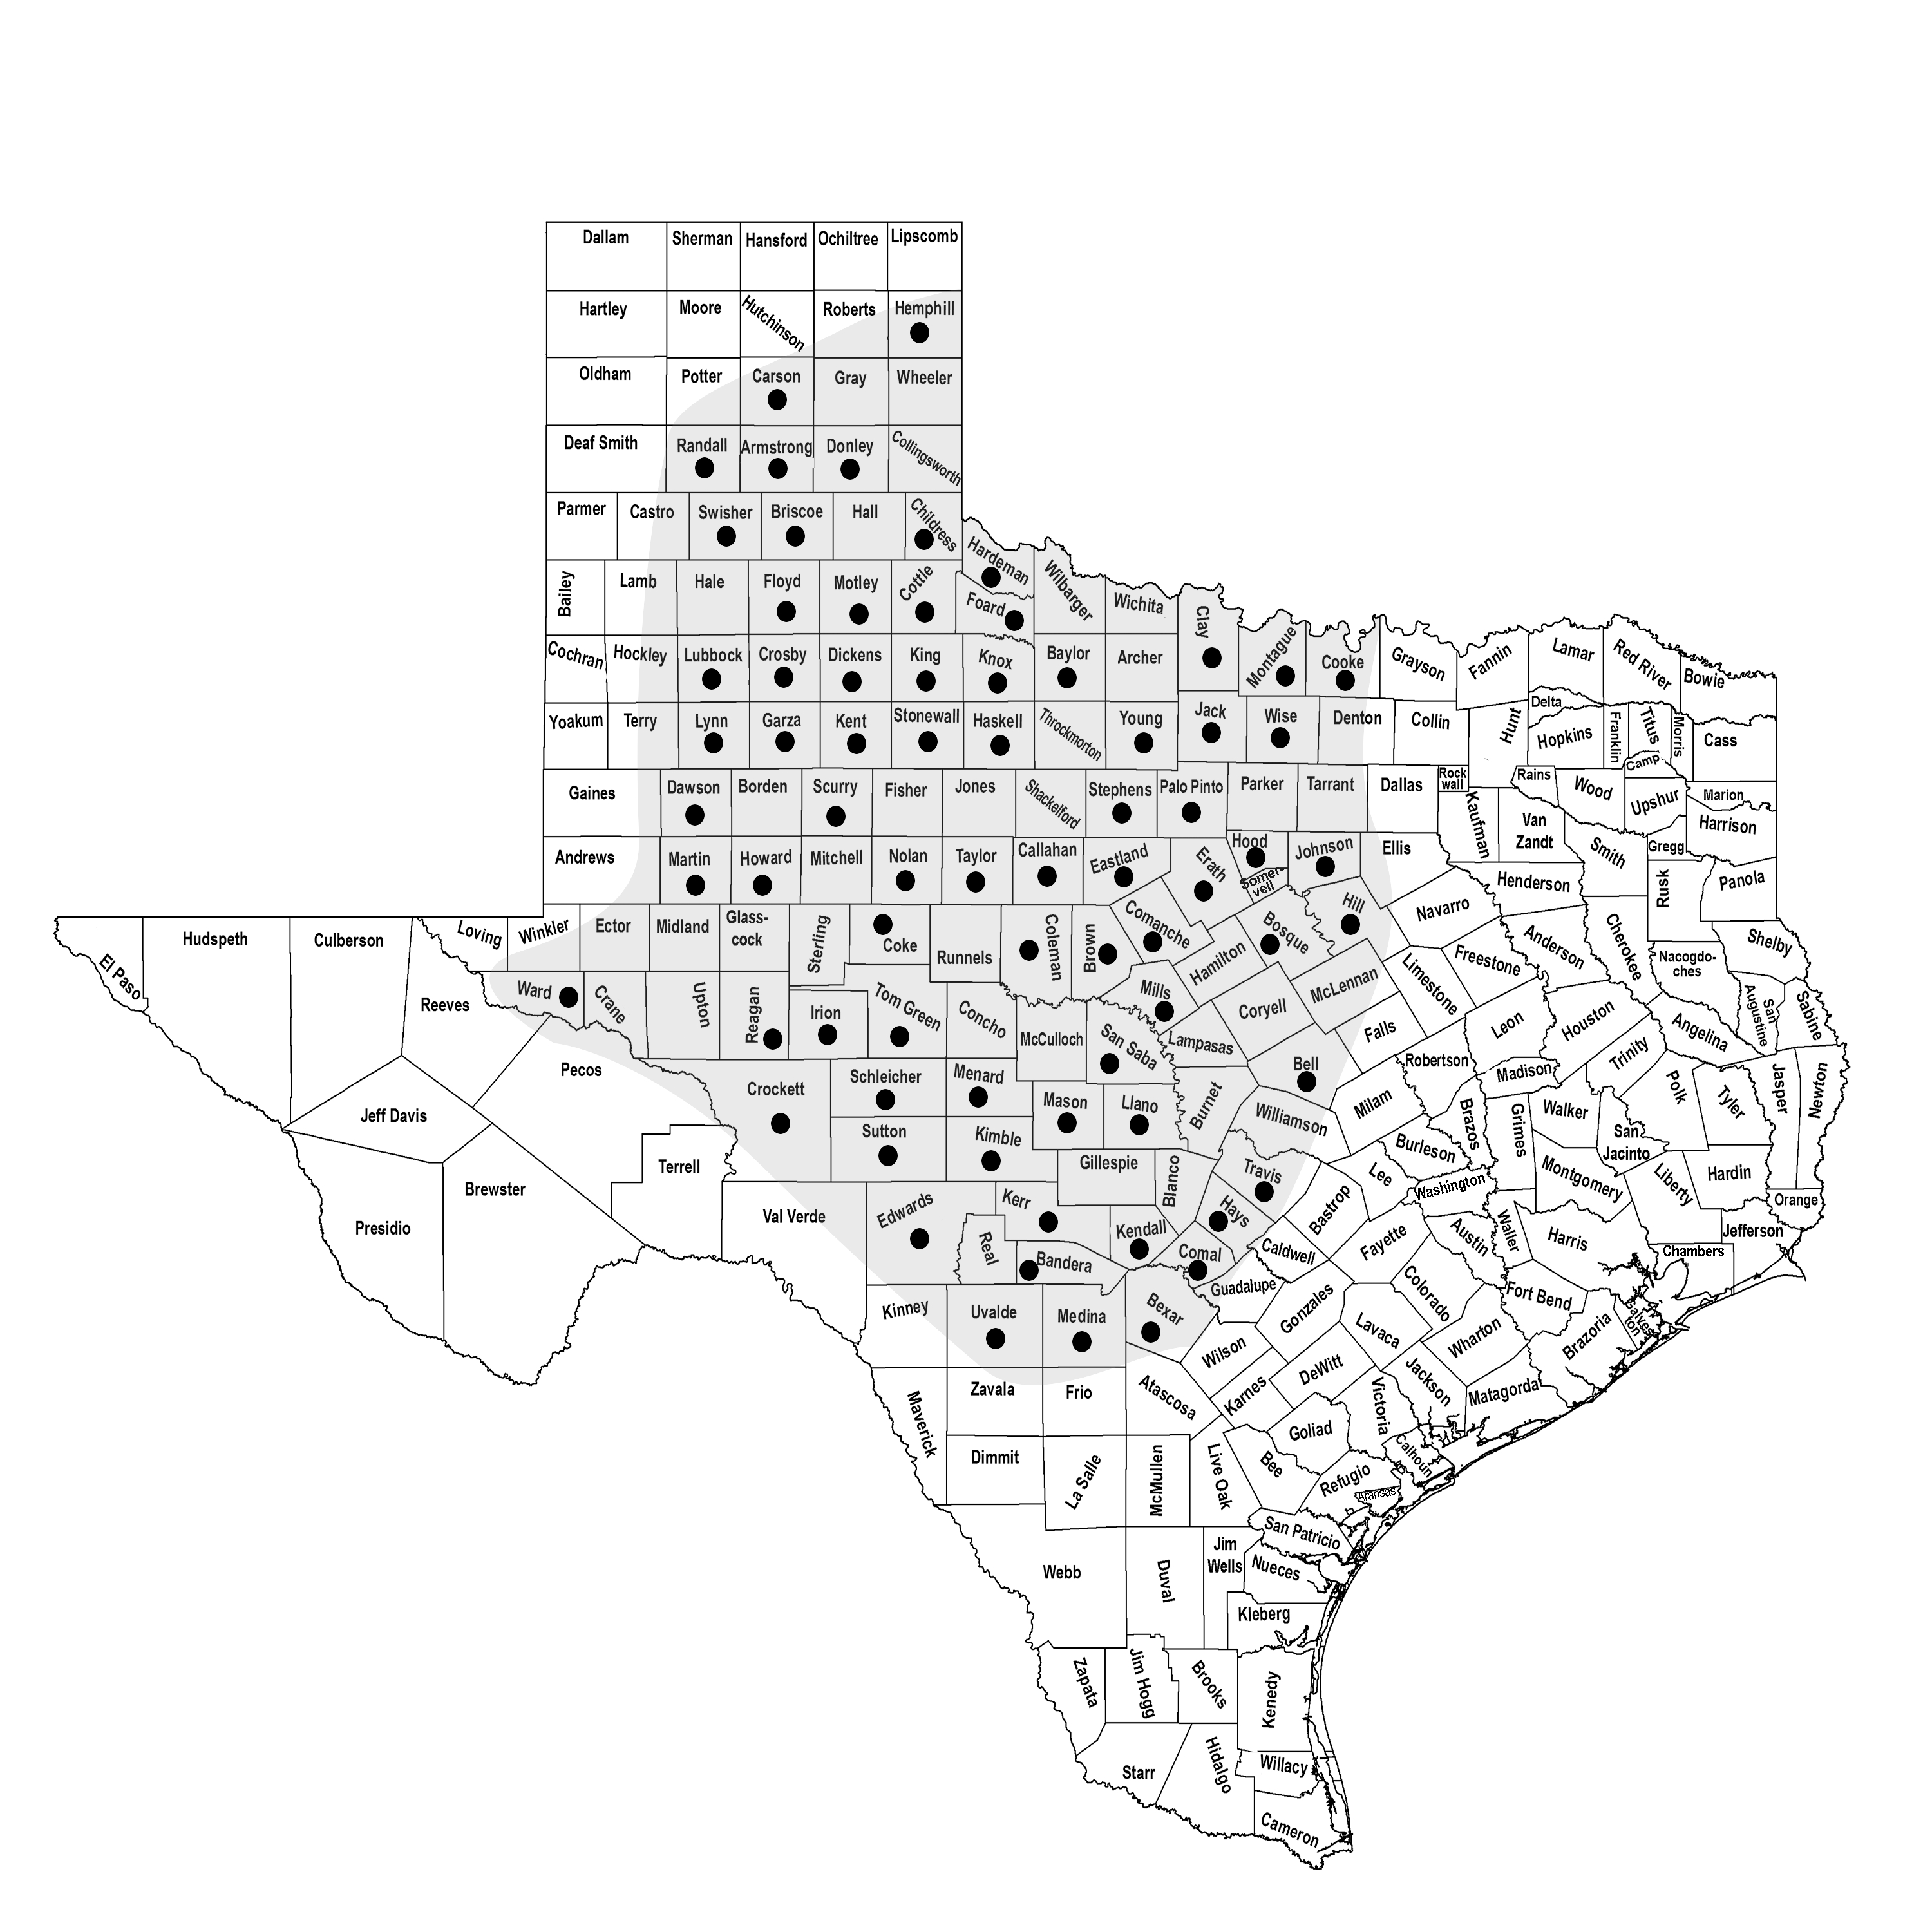 Dallam
Sherman
Hansford
Ochiltree
Lipscomb
Hartley
Moore
Hutchinson
Roberts
Hemphill
Oldham
Potter
Carson
Gray
Wheeler
Deaf Smith
Randall
Armstrong
Donley
Collingsworth
Parmer
Castro
Swisher
Briscoe
Hall
Childress
Hardeman
Bailey
Lamb
Hale
Floyd
Motley
Cottle
Foard
Wilbarger
Wichita
Clay
Montague
Cooke
Grayson
Fannin
Lamar
Red River
Bowie
Cochran
Hockley
Lubbock
Crosby
Dickens
King
Knox
Baylor
Archer
Yoakum
Terry
Lynn
Garza
Kent
Stonewall
Haskell
Throckmorton
Young
Jack
Wise
Denton
Collin
Hunt
Delta
Hopkins
Franklin
Titus
Morris
Cass
Camp
Gaines
Dawson
Borden
Scurry
Fisher
Jones
Shackelford
Stephens
Palo Pinto
Parker
Tarrant
Dallas
Rock
wall
Kaufman
Rains
Wood
Upshur
Marion
Van
Zandt
Harrison
Gregg
Smith
Andrews
Martin
Howard
Mitchell
Nolan
Taylor
Callahan
Eastland
Erath
Hood
Somer-
vell
Johnson
Ellis
Henderson
Rusk
Panola
El Paso
Hudspeth
Culberson
Loving
Winkler
Ector
Midland
Glass-
cock
Sterling
Coke
Runnels
Coleman
Brown
Comanche
Hamilton
Bosque
Hill
Navarro
Anderson
Cherokee
Shelby
Nacogdo-
ches
Reeves
Ward
Crane
Upton
Reagan
Irion
Tom Green
Concho
McCulloch
San Saba
Mills
Lampasas
Coryell
McLennan
Limestone
Freestone
Falls
Leon
Houston
Angelina
San
Augustine
Sabine
Trinity
Pecos
Jeff Davis
Crockett
Schleicher
Menard
Mason
Llano
Burnet
Bell
Williamson
Milam
Robertson
Madison
Brazos
Grimes
Walker
San
Jacinto
Polk
Tyler
Jasper
Newton
Presidio
Brewster
Terrell
Sutton
Kimble
Gillespie
Blanco
Travis
Lee
Burleson
Washington
Montgomery
Liberty
Hardin
Orange
Val Verde
Edwards
Real
Kerr
Kendall
Bandera
Hays
Comal
Caldwell
Bastrop
Fayette
Austin
Waller
Harris
Chambers
Jefferson
Kinney
Uvalde
Medina
Bexar
Guadalupe
Gonzales
Colorado
Fort Bend
Galves-
ton
Brazoria
Wharton
Lavaca
Wilson
DeWitt
Jackson
Matagorda
Maverick
Zavala
Frio
Atascosa
Karnes
Victoria
Goliad
Calhoun
Dimmit
La Salle
McMullen
Live Oak
Bee
Refugio
Aransas
San Patricio
Webb
Duval
Jim
Wells
Nueces
Kleberg
Zapata
Jim Hogg
Brooks
Kenedy
Starr
Hidalgo
Willacy
Cameron